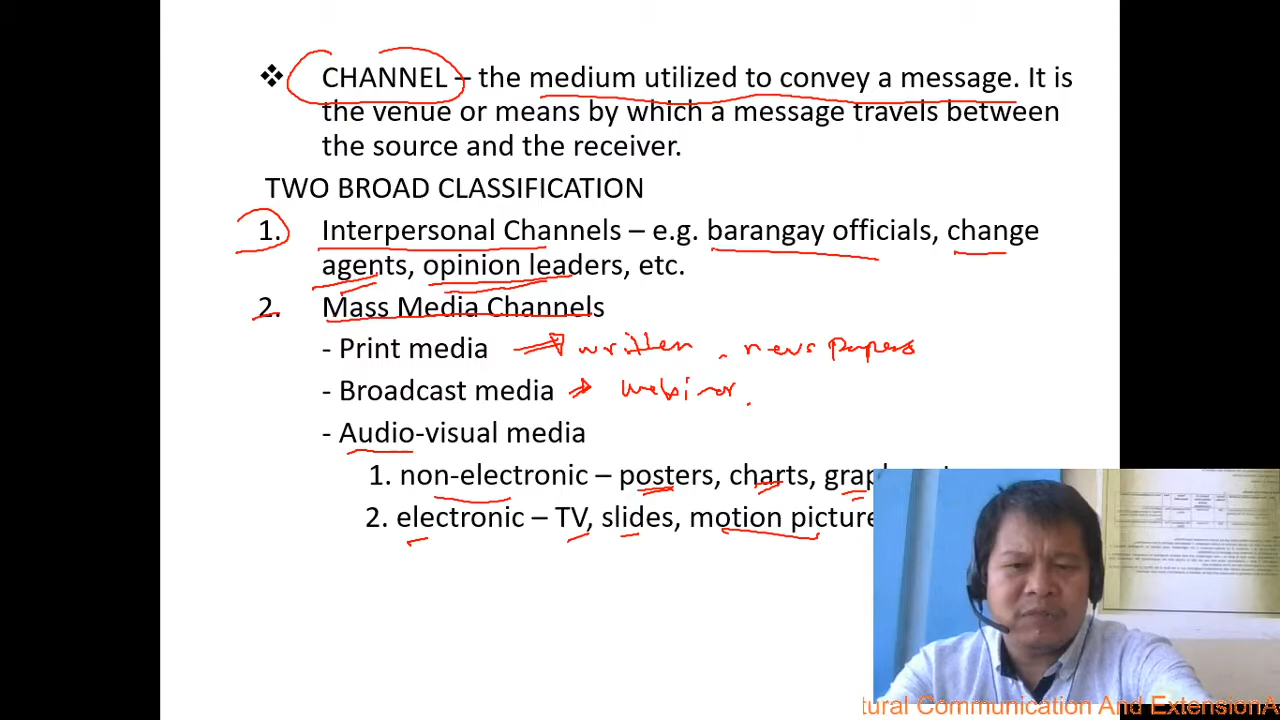 ❖ CHANNEL – the medium utilized to convey a message. It is
the venue or means by which a message travels between
the source and the receiver.
TWO BROAD CLASSIFICATION
1. Interpersonal Channels – e.g. barangay officials, change
agents, opinion leaders, etc.
2. Mass Media Channels
- Print media written, newspapers
- Broadcast media webinar.
- Audio-visual media
1. non-electronic – posters, charts,
2. electronic – TV, slides, motion picture
tural Communication And ExtensionA